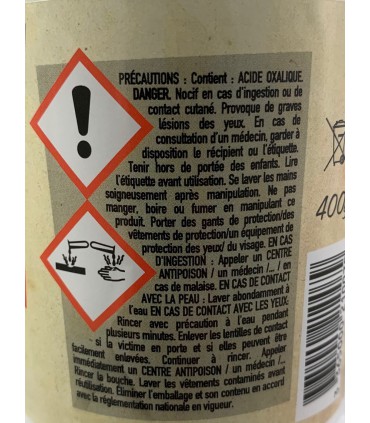 PRÉCAUTIONS : Contient : ACIDE OXALIQUE.
DANGER. Nocif en cas d'ingestion ou de
contact cutané. Provoque de graves
lésions des yeux. En cas de
consultation d'un médecin, garder à
disposition le récipient ou l'étiquette.
Tenir hors de portée des enfants. Lire
l'étiquette avant utilisation. Se laver les mains
soigneusement après manipulation. Ne pas
manger, boire ou fumer en manipulant ce
produit. Porter des gants de protection/des
vêtements de protection/un équipement de
protection des yeux/ du visage. EN CAS
D'INGESTION : Appeler un CENTRE
ANTIPOISON / un médecin /... / en
cas de malaise. EN CAS DE CONTACT
AVEC LA PEAU : Laver abondamment à
l'eau EN CAS DE CONTACT AVEC LES YEUX:
Rincer avec précaution à l'eau pendant
plusieurs minutes. Enlever les lentilles de contact
si la victime en porte et si elles peuvent être
facilement enlevées. Continuer à rincer. Appeler
immédiatement un CENTRE ANTIPOISON / un médecin /...
Rincer la bouche. Laver les vêtements contaminés avant
réutilisation. Éliminer l'emballage et son contenu en accord
avec la règlementation nationale en vigueur.
400g